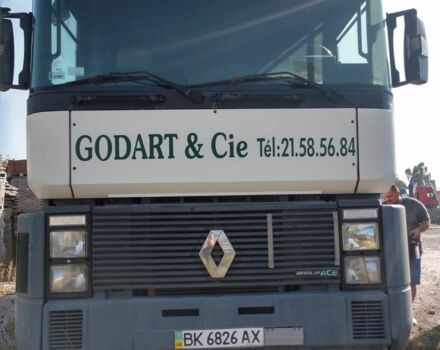 GODART & Cie Tél:21.58.56.84
BK 6826 AX